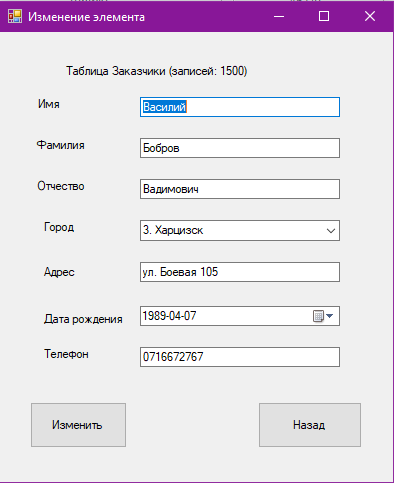 Изменение элемента
Таблица Заказчики (записей: 1500)
Имя
Василий
Фамилия
Бобров
Отчество
Вадимович
Город
3. Харцизск
Адрес
ул. Боевая 105
Дата рождения
1989-04-07
Телефон
0716672767
Изменить
Назад